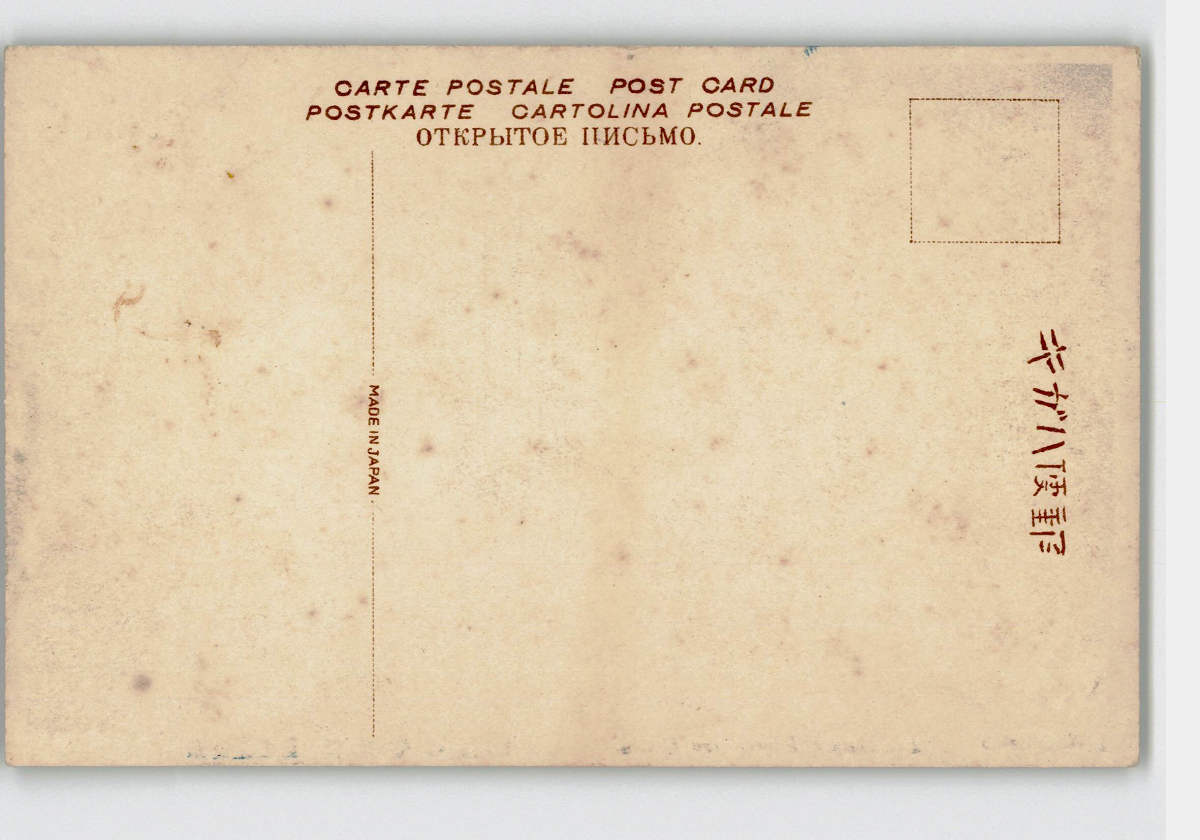 CARTE POSTALE POST CARD
POSTKARTE CARTOLINA POSTALE
ОТКРЫТОЕ ПИСЬМО.
MADE IN JAPAN
キガハ便郵